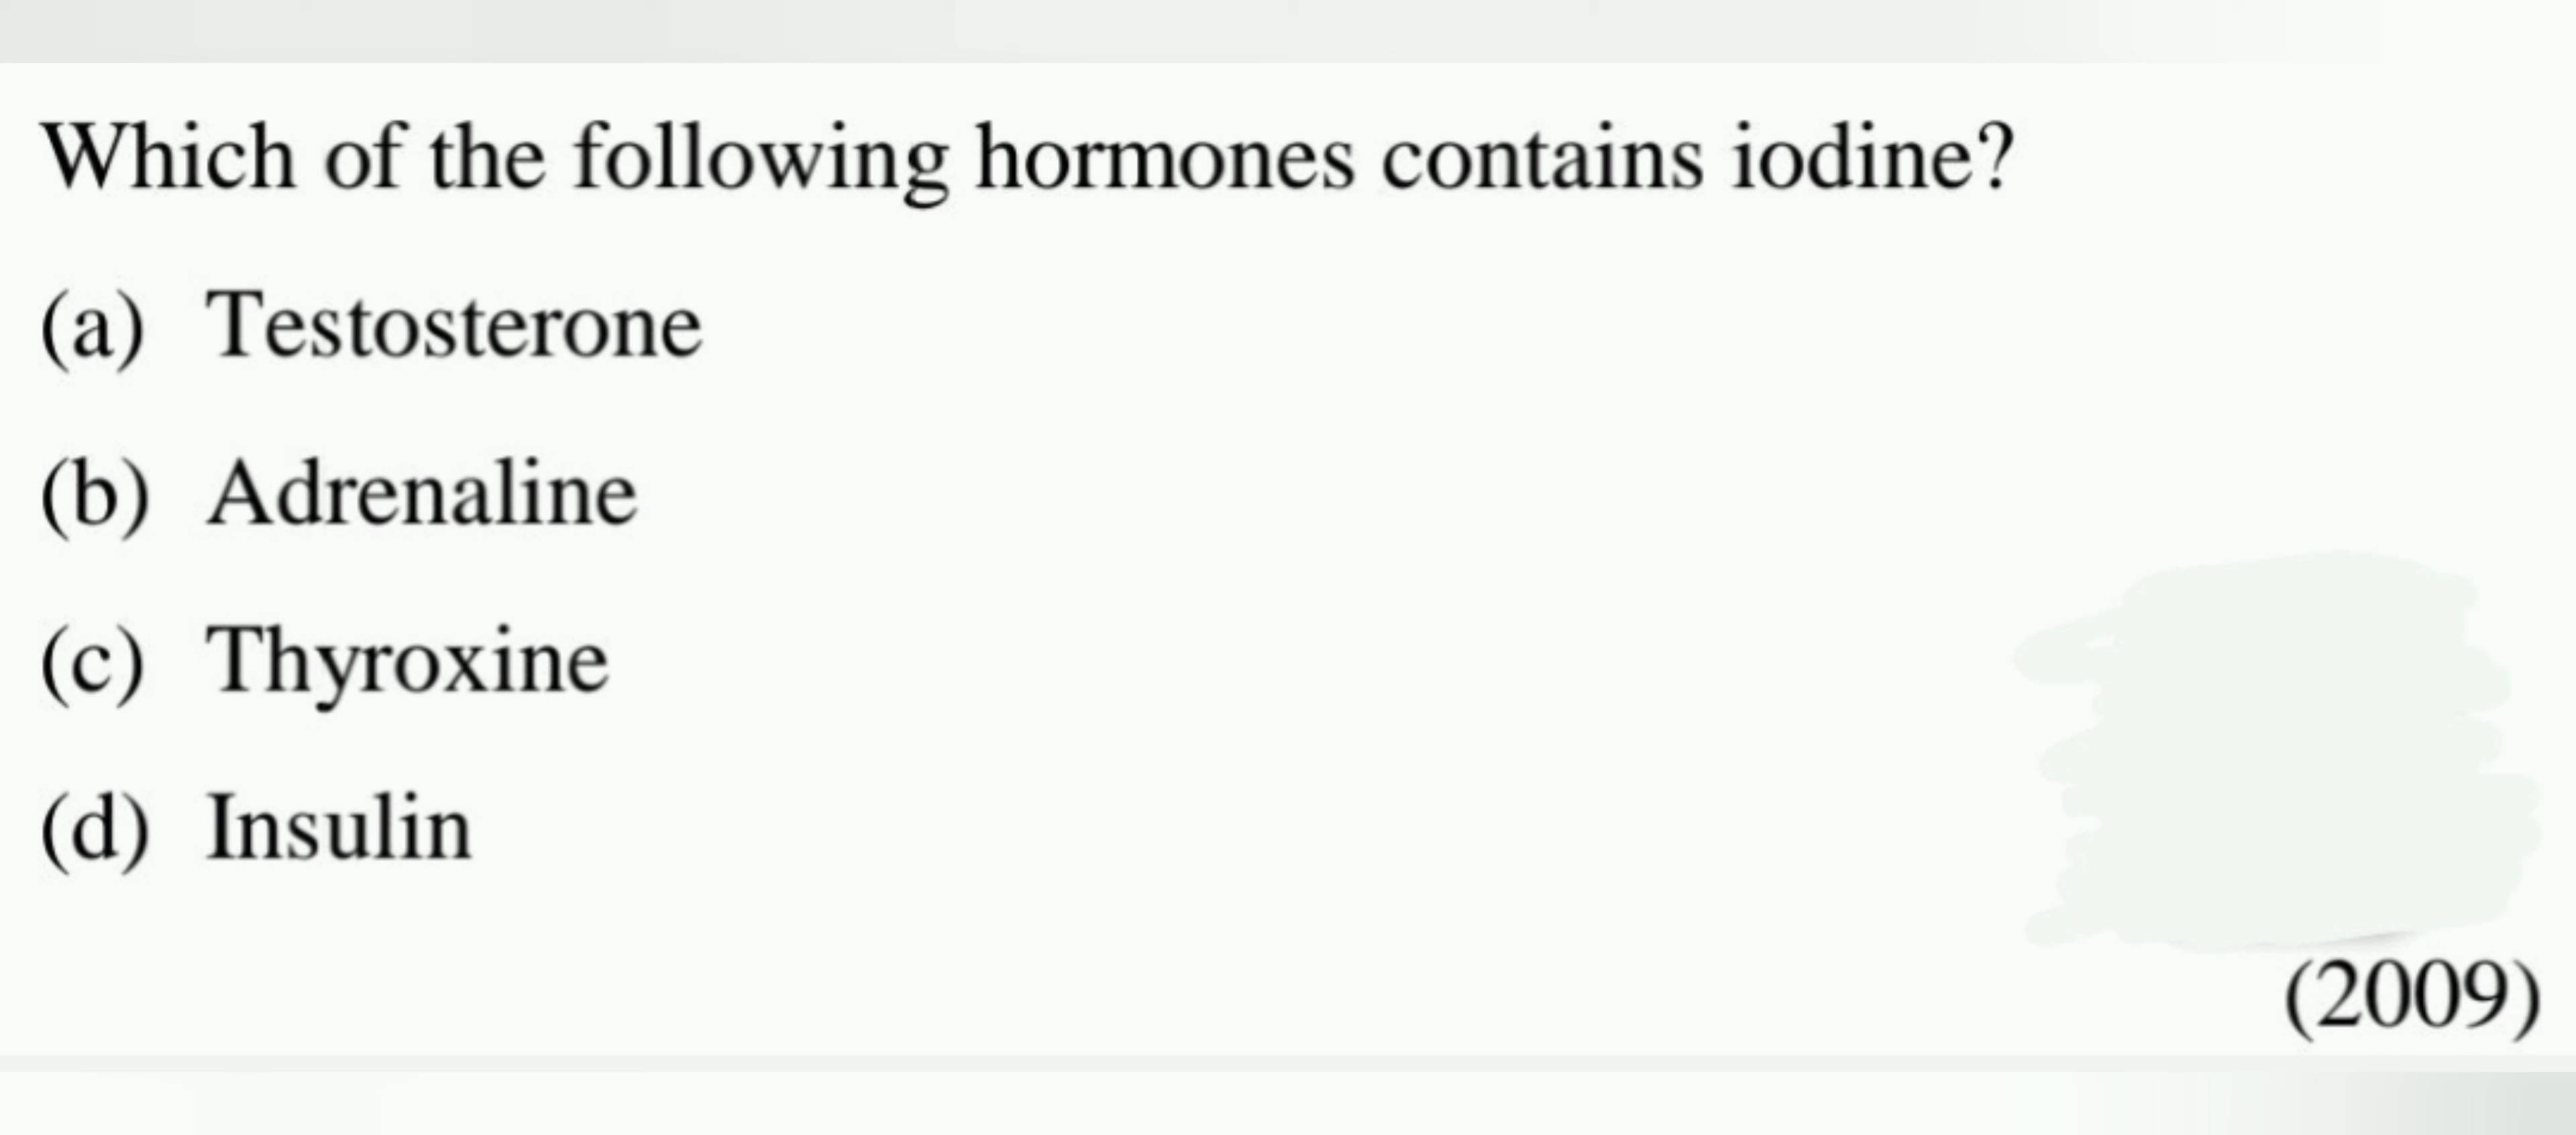 Which of the following hormones contains iodine?
(a) Testosterone
(b) Adrenaline
(c) Thyroxine
(d) Insulin
(2009)